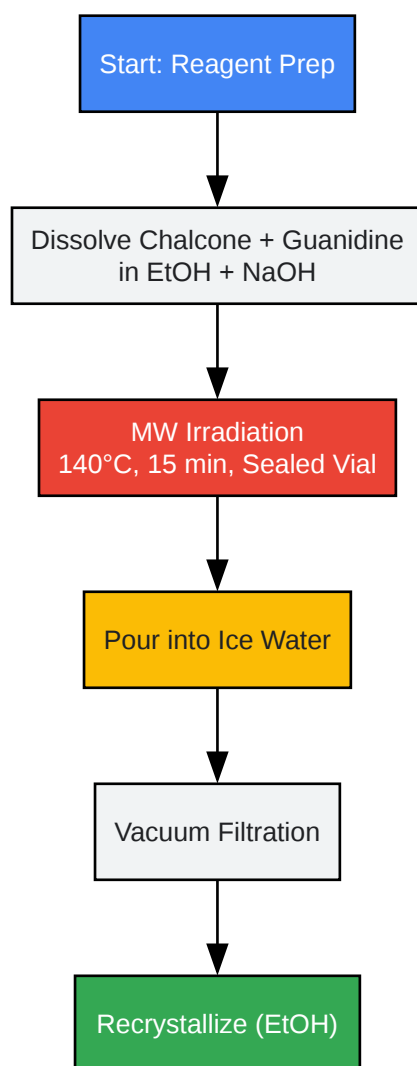 Start: Reagent Prep
Dissolve Chalcone + Guanidine
in EtOH + NaOH
MW Irradiation
140°C, 15 min, Sealed Vial
Pour into Ice Water
Vacuum Filtration
Recrystallize (EtOH)